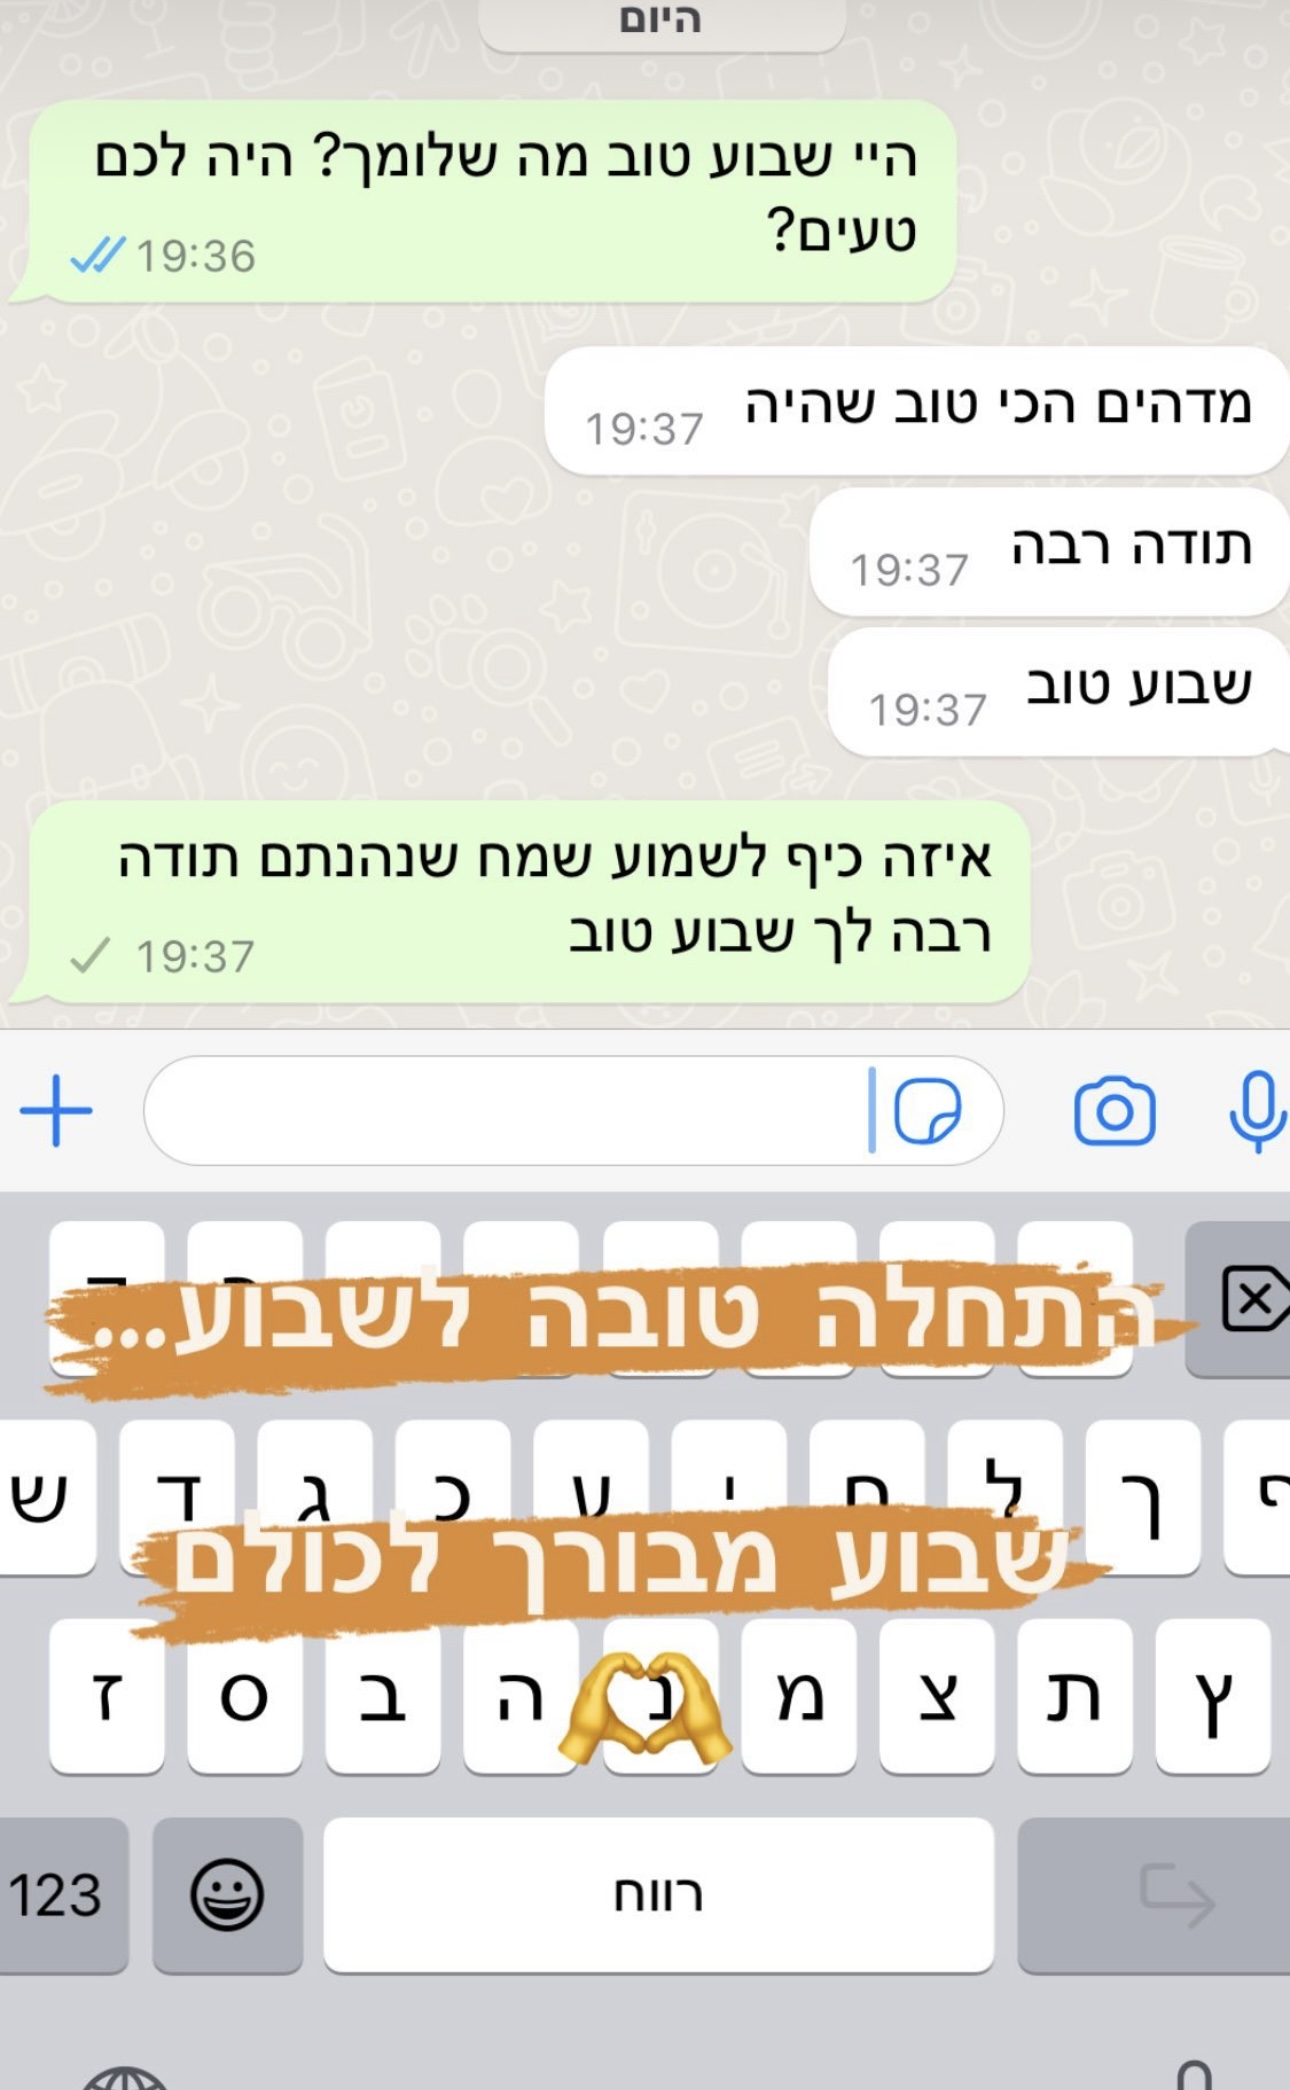 היום
היי שבוע טוב מה שלומך? היה לכם
טעים?
19:36
מדהים הכי טוב שהיה
19:37
תודה רבה
19:37
שבוע טוב
19:37
איזה כיף לשמוע שמח שנהנתם תודה
רבה לך שבוע טוב
19:37
התחלה טובה לשבוע...
ש ד ג כ ע י ח ל ך ף
שבוע מבורך לכולם
ז ס ב ה נ מ צ ת ץ
123
רווח